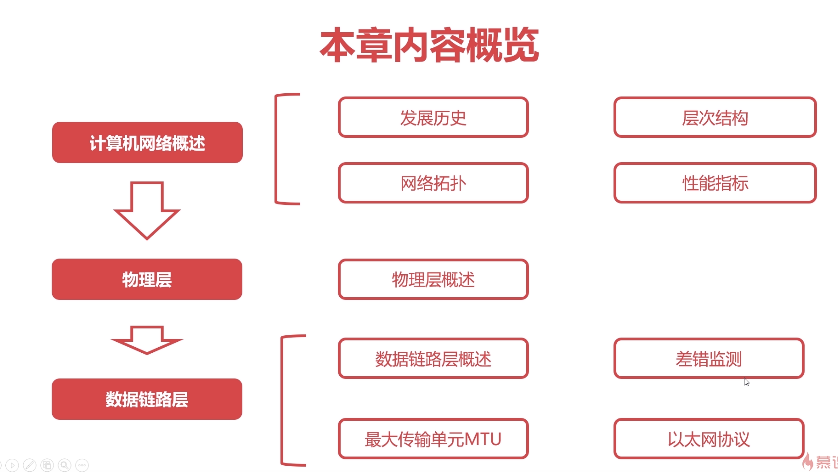 本章内容概览
计算机网络概述
发展历史
层次结构
网络拓扑
性能指标
物理层
物理层概述
数据链路层
数据链路层概述
差错监测
最大传输单元MTU
以太网协议